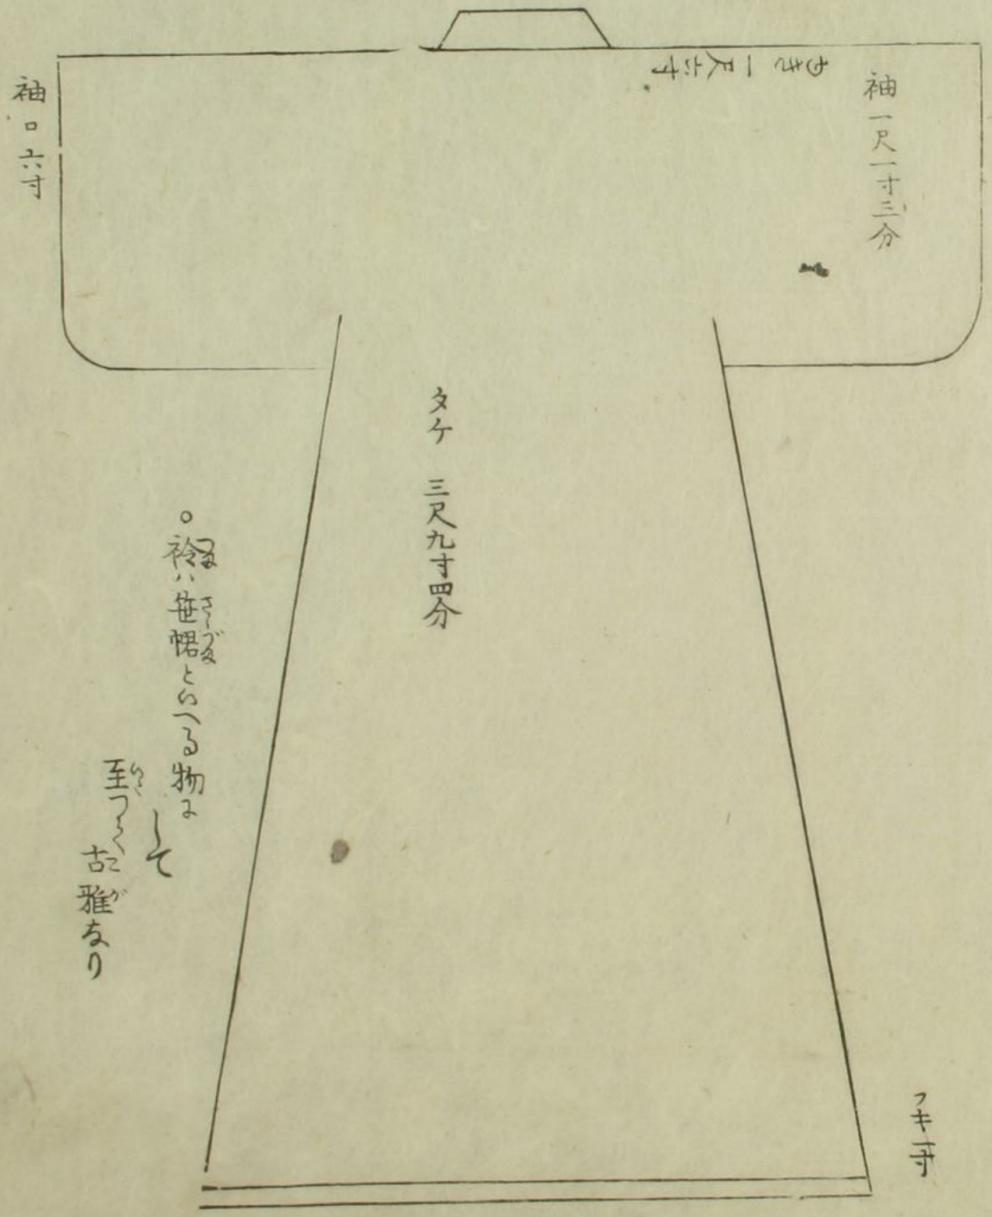 袖一尺一寸三分
ゆき一尺六寸
タケ 三尺九寸四分
袖口六寸
フキ一寸
○衿ハ笹褄といへる物に
して
至つて古雅なり